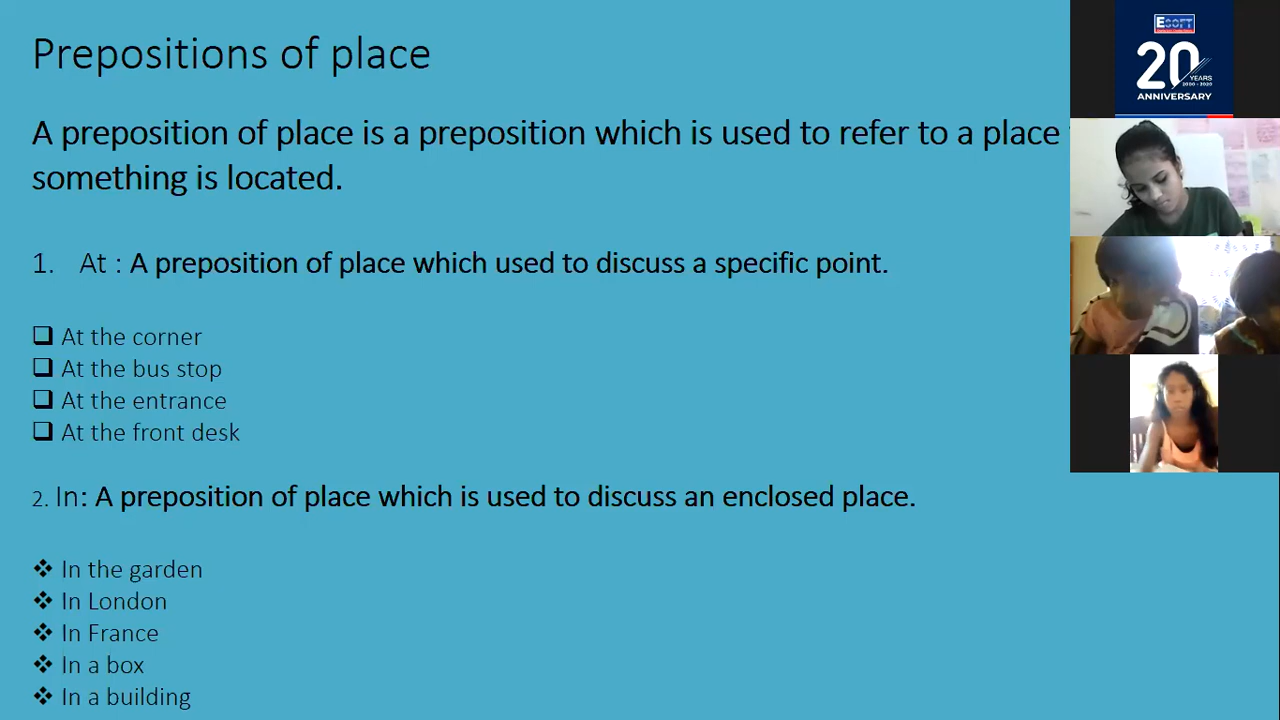 Prepositions of place
A preposition of place is a preposition which is used to refer to a place
something is located.
1. At : A preposition of place which used to discuss a specific point.
At the corner
At the bus stop
At the entrance
At the front desk
2. In: A preposition of place which is used to discuss an enclosed place.
In the garden
In London
In France
In a box
In a building
ESOFT
20
YEARS
2000 - 2020
ANNIVERSARY